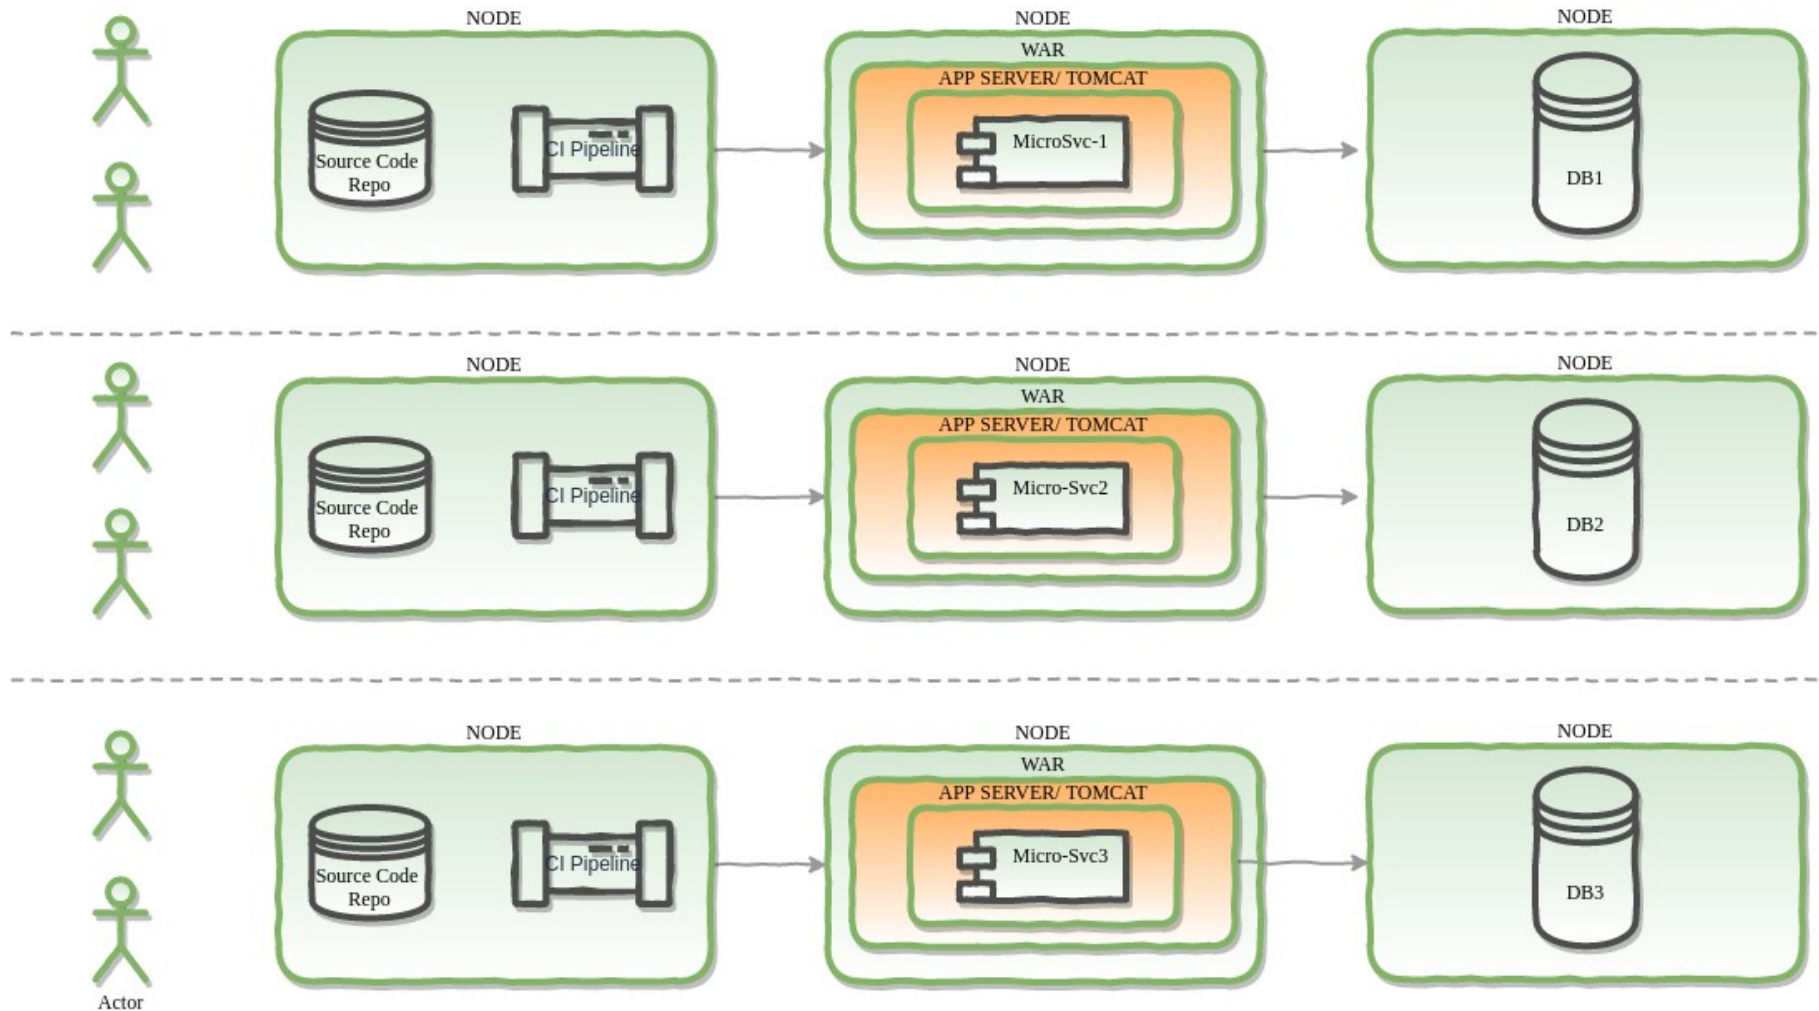 NODE
NODE
NODE
WAR
APP SERVER/ TOMCAT
Source Code
Repo
CI Pipeline
MicroSvc-1
DB1
NODE
NODE
NODE
WAR
APP SERVER/ TOMCAT
Source Code
Repo
CI Pipeline
Micro-Svc2
DB2
NODE
NODE
NODE
WAR
APP SERVER/ TOMCAT
Source Code
Repo
CI Pipeline
Micro-Svc3
DB3
Actor